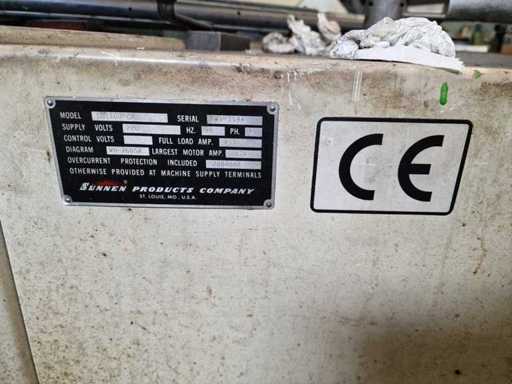 MODEL SERIAL
SUPPLY VOLTS HZ. PH.
CONTROL VOLTS FULL LOAD AMP.
DIAGRAM LARGEST MOTOR AMP.
OVERCURRENT PROTECTION INCLUDED
OTHERWISE PROVIDED AT MACHINE SUPPLY TERMINALS
SUNNEN PRODUCTS COMPANY
ST. LOUIS, MO., U.S.A.
CE